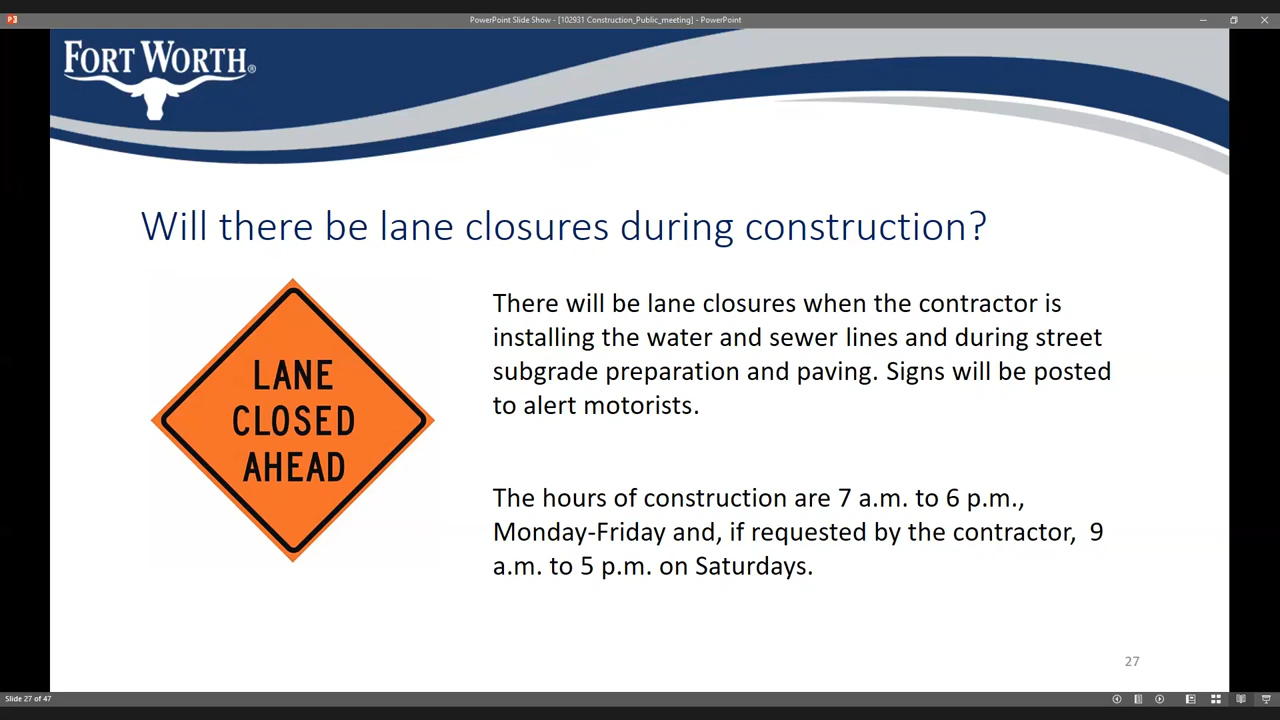 PowerPoint Slide Show - [102931 Construction_Public_meeting] - PowerPoint
FORT WORTH®
Will there be lane closures during construction?
LANE
CLOSED
AHEAD
There will be lane closures when the contractor is
installing the water and sewer lines and during street
subgrade preparation and paving. Signs will be posted
to alert motorists.
The hours of construction are 7 a.m. to 6 p.m.,
Monday-Friday and, if requested by the contractor,  9
a.m. to 5 p.m. on Saturdays.
27
Slide 27 of 47